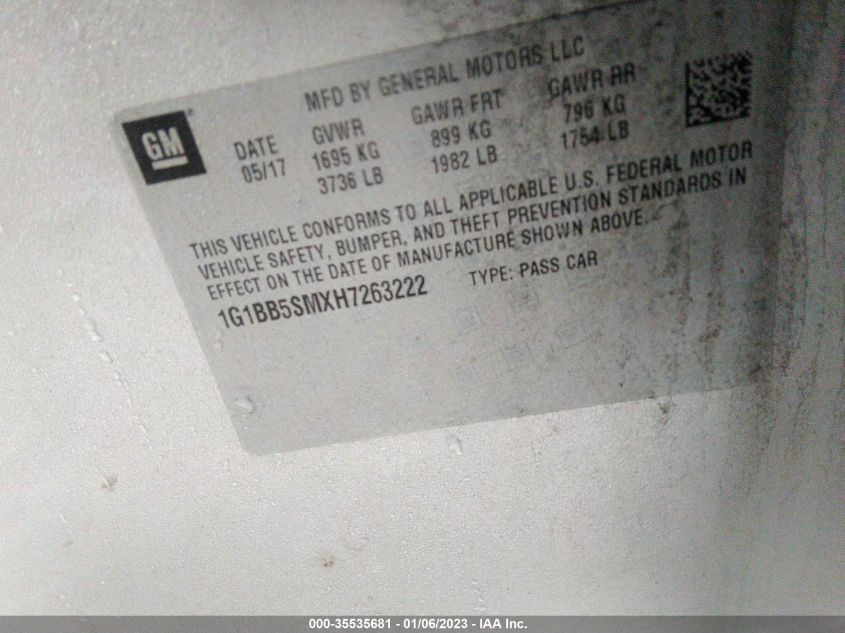 MFD BY GENERAL MOTORS LLC
GM®
DATE GVWR GAWR FRT GAWR RR
05/17 1695 KG 899 KG 796 KG
3736 LB 1982 LB 1754 LB
THIS VEHICLE CONFORMS TO ALL APPLICABLE U.S. FEDERAL MOTOR
VEHICLE SAFETY, BUMPER, AND THEFT PREVENTION STANDARDS IN
EFFECT ON THE DATE OF MANUFACTURE SHOWN ABOVE.
1G1BB5SMXH7263222 TYPE: PASS CAR
000-35535681 - 01/06/2023 - IAA Inc.